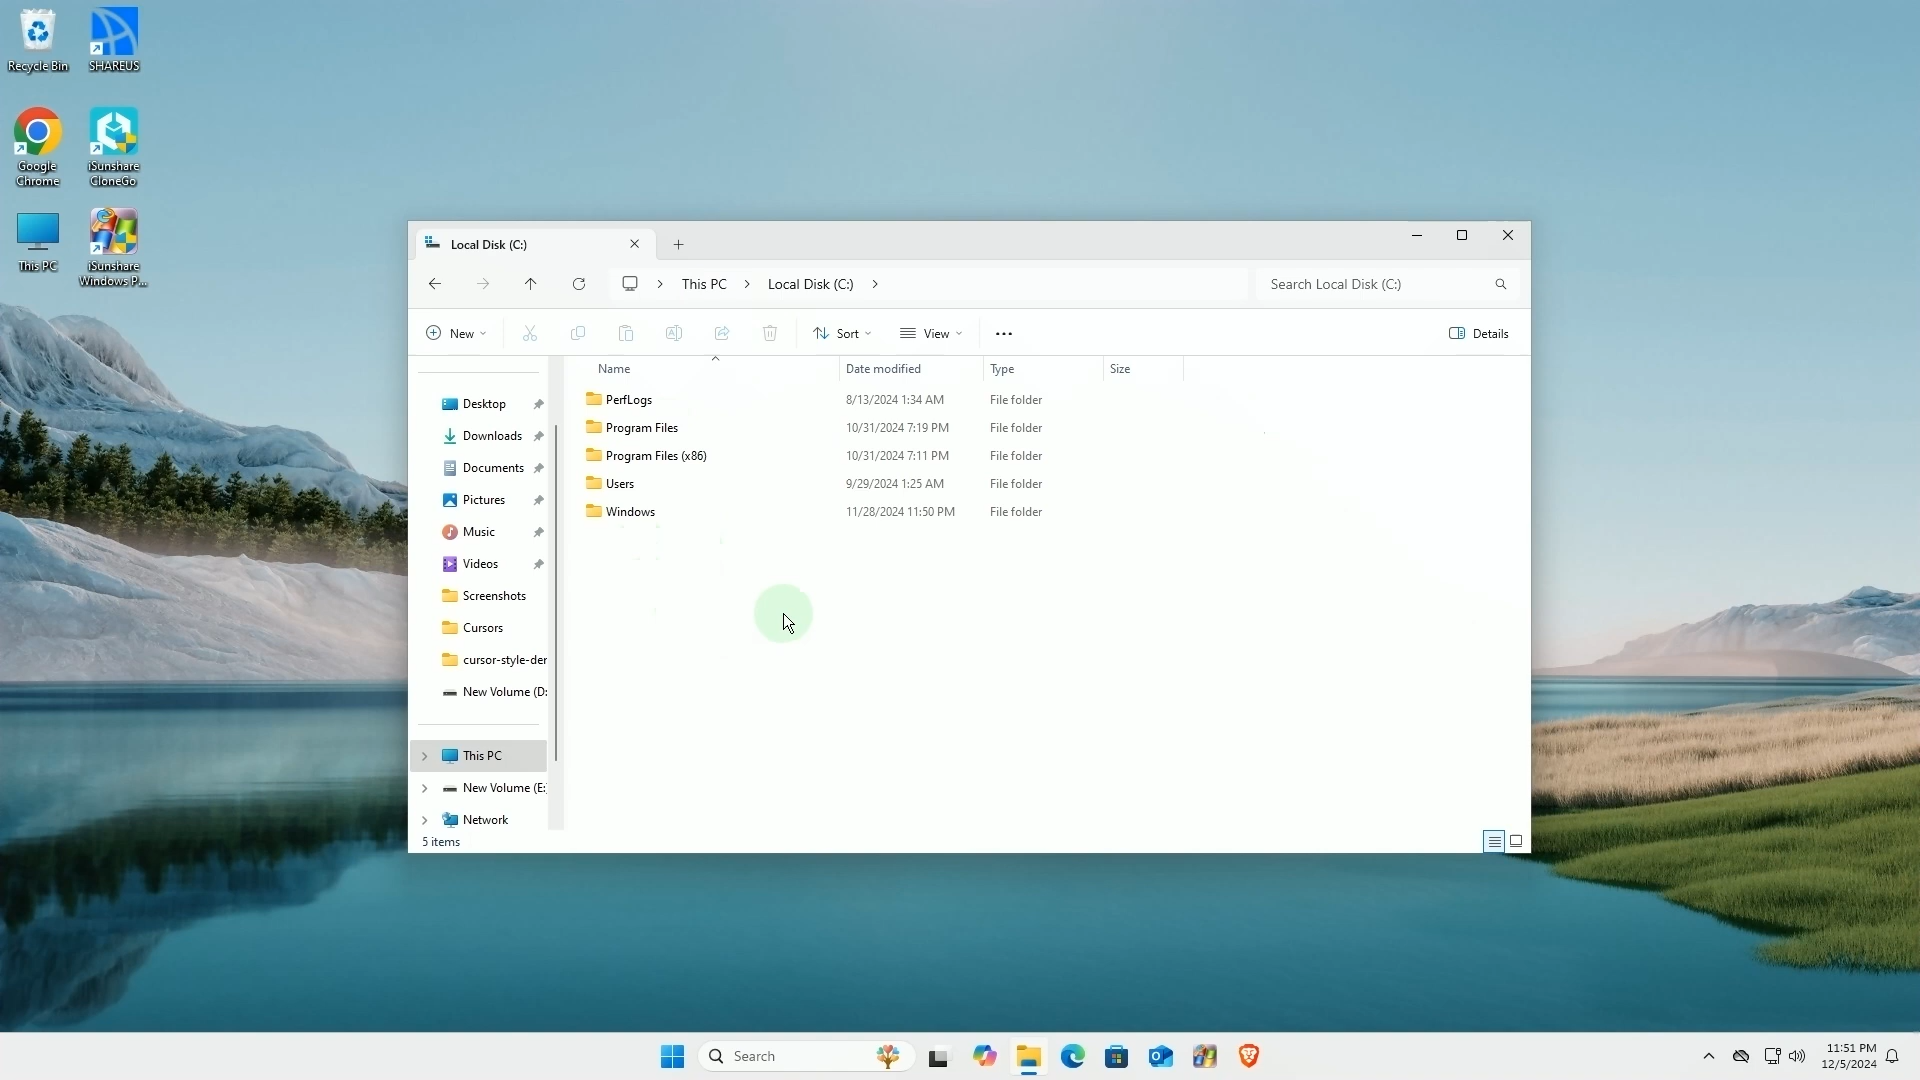 Recycle Bin
SHAREUS
Google
Chrome
iSunshare
CloneGo
This PC
iSunshare
Windows P...
Local Disk (C:)
This PC
Local Disk (C:)
Search Local Disk (C:)
New
Sort
View
Details
Name
Date modified
Type
Size
Desktop
Downloads
Documents
Pictures
Music
Videos
Screenshots
Cursors
cursor-style-der
New Volume (D:
This PC
New Volume (E:
Network
PerfLogs 8/13/2024 1:34 AM File folder
Program Files 10/31/2024 7:19 PM File folder
Program Files (x86) 10/31/2024 7:11 PM File folder
Users 9/29/2024 1:25 AM File folder
Windows 11/28/2024 11:50 PM File folder
5 items
Search
11:51 PM
12/5/2024